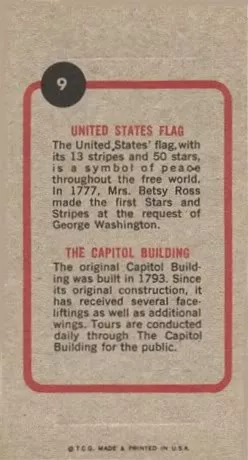 9
UNITED STATES FLAG
The United States' flag, with
its 13 stripes and 50 stars,
is a symbol of peace
throughout the free world.
In 1777, Mrs. Betsy Ross
made the first Stars and
Stripes at the request of
George Washington.
THE CAPITOL BUILDING
The original Capitol Build-
ing was built in 1793. Since
its original construction, it
has received several face-
liftings as well as additional
wings. Tours are conducted
daily through The Capitol
Building for the public.
© T.C.G. MADE & PRINTED IN U.S.A.